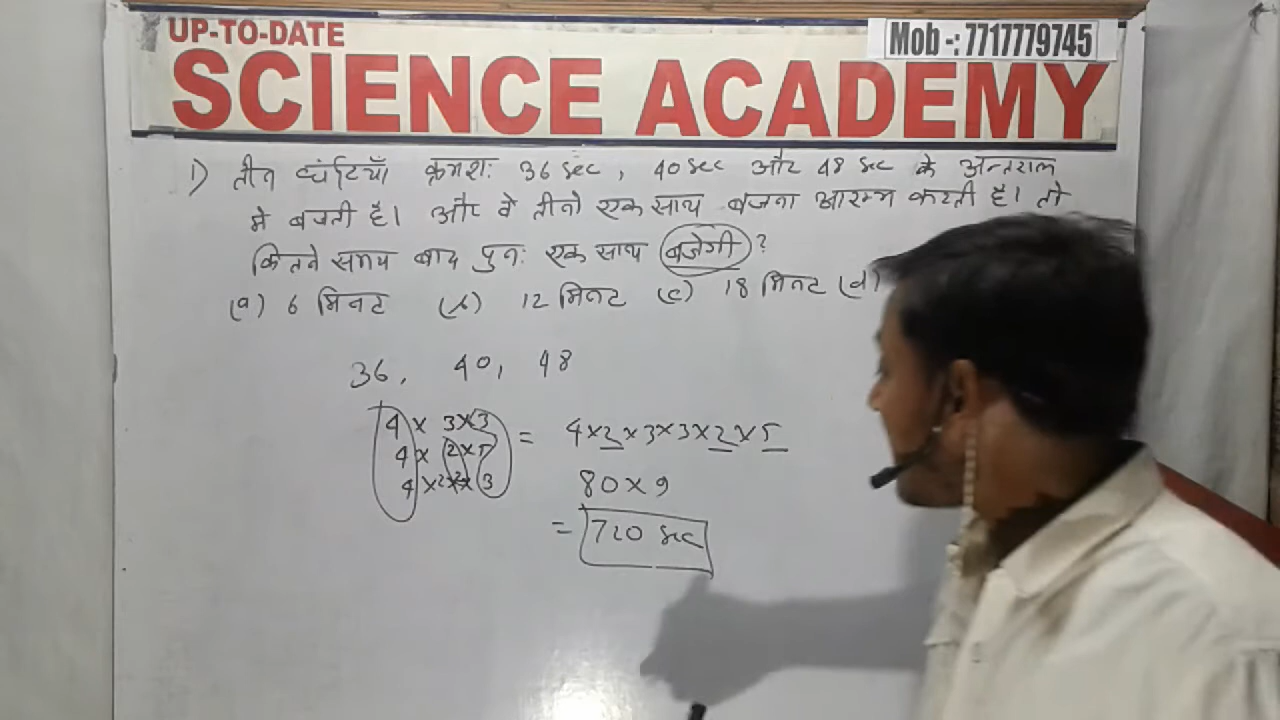 UP-TO-DATE
SCIENCE ACADEMY
Mob -: 7717779745
1) तीन घंटियाँ क्रमशः 36 sec, 40 sec और 48 sec के अन्तराल
मे बजती है। और वे तीनो एक साथ बजना आरम्भ करती है। तो
कितने समय बाद पुनः एक साथ बजेगी ?
(a) 6 मिनट (b) 12 मिनट (c) 18 मिनट (d)
36, 40, 48
4 × 3×3 = 4×2×3×3×2×5
4 × 2×5
4 ×2×2× 3
80×9
= 720 sec